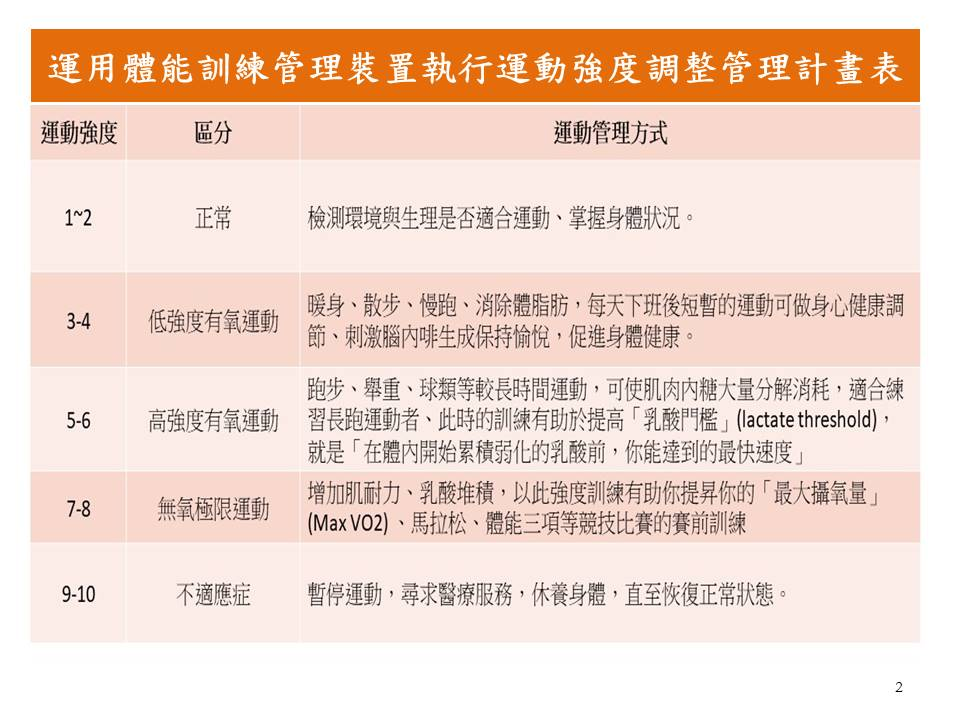 運用體能訓練管理裝置執行運動強度調整管理計畫表
運動強度 區分 運動管理方式
1~2 正常 檢測環境與生理是否適合運動、掌握身體狀況。
3-4 低強度有氧運動 暖身、散步、慢跑、消除體脂肪，每天下班後短暫的運動可做身心健康調
節、刺激腦內啡生成保持愉悅，促進身體健康。
5-6 高強度有氧運動 跑步、舉重、球類等較長時間運動，可使肌肉內糖大量分解消耗，適合練
習長跑運動者、此時的訓練有助於提高「乳酸門檻」(lactate threshold)，
就是「在體內開始累積弱化的乳酸前，你能達到的最快速度」
7-8 無氧極限運動 增加肌耐力、乳酸堆積，以此強度訓練有助你提昇你的「最大攝氧量」
(Max VO2) 、馬拉松、體能三項等競技比賽的賽前訓練
9-10 不適應症 暫停運動，尋求醫療服務，休養身體，直至恢復正常狀態。
2